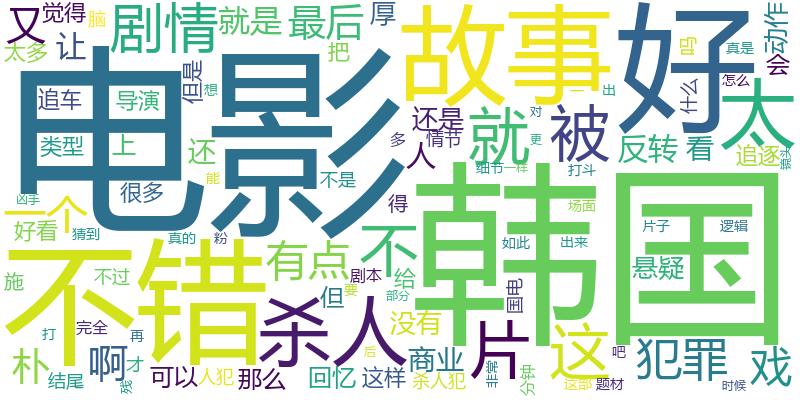 又
觉得
脑
太多
让
剧情
就是
最后
厚
把
故事
好
吗
真是
动作
会
电影
但是
想
什么
怎么
太
追车
导演
类型
上
很多
还
还是
多
情节
人
就
对
更
一
出
被
反转
看
追逐
镜头
凶手
一个
好看
猜到
能
真的
粉
不是
得
韩国
细节
一样
打斗
场面
如此
出来
片子
逻辑
悬疑
施
不过
不错
有点
不
给
剧本
要
部分
国电
杀人
但
没有
片
这
吧
犯罪
戏
朴
结尾
打
完全
再
啊
才
残
可以
人犯
那么
回忆
后
这样
商业
杀人犯
非常
分钟
这部
题材
时候